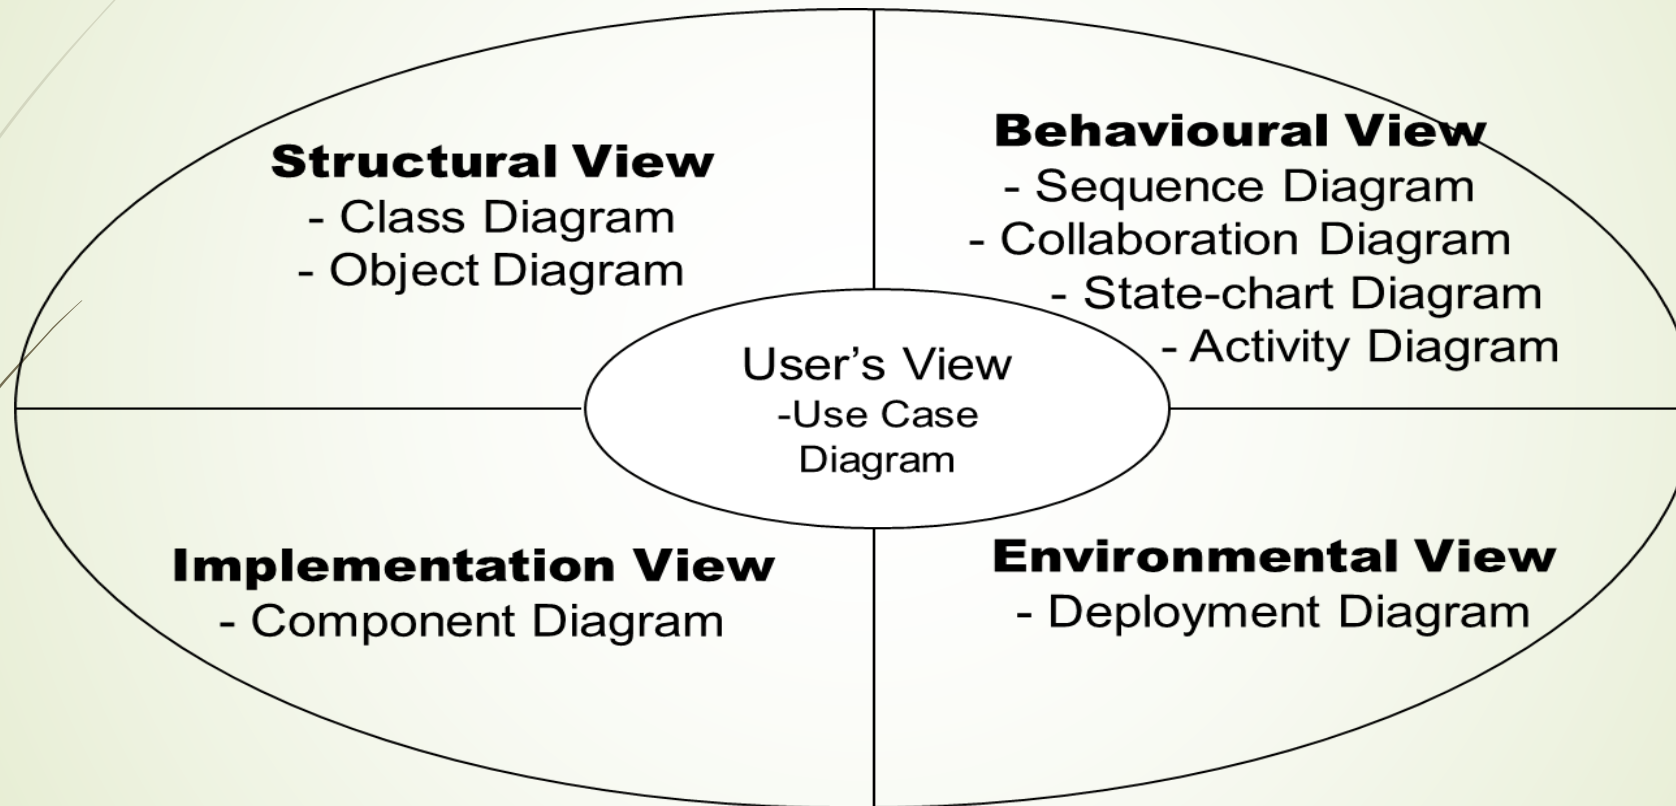 Structural View
- Class Diagram
- Object Diagram
Behavioural View
- Sequence Diagram
- Collaboration Diagram
- State-chart Diagram
- Activity Diagram
User’s View
-Use Case
Diagram
Implementation View
- Component Diagram
Environmental View
- Deployment Diagram